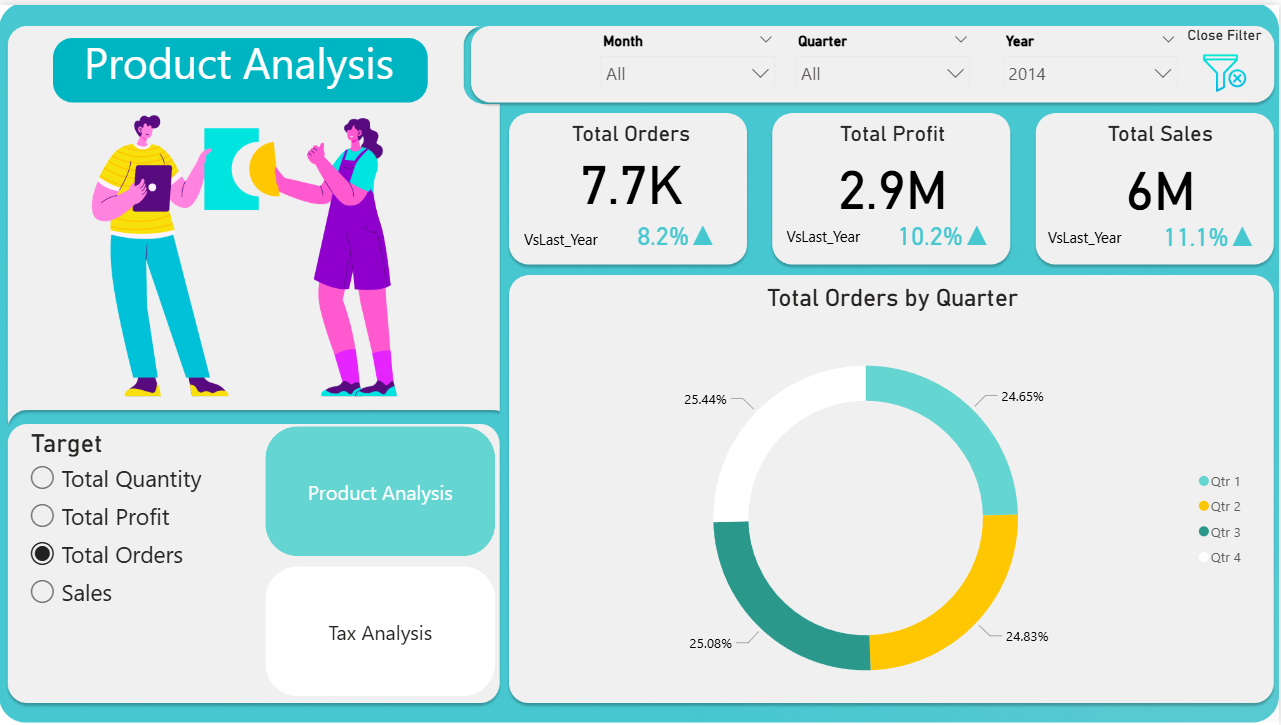 Product Analysis
Month
All
Quarter
All
Year
2014
Close Filter
Total Orders
7.7K
VsLast_Year 8.2%
Total Profit
2.9M
VsLast_Year 10.2%
Total Sales
6M
VsLast_Year 11.1%
Target
Total Quantity
Total Profit
Total Orders
Sales
Product Analysis
Tax Analysis
Total Orders by Quarter
25.44%
24.65%
25.08%
24.83%
Qtr 1
Qtr 2
Qtr 3
Qtr 4